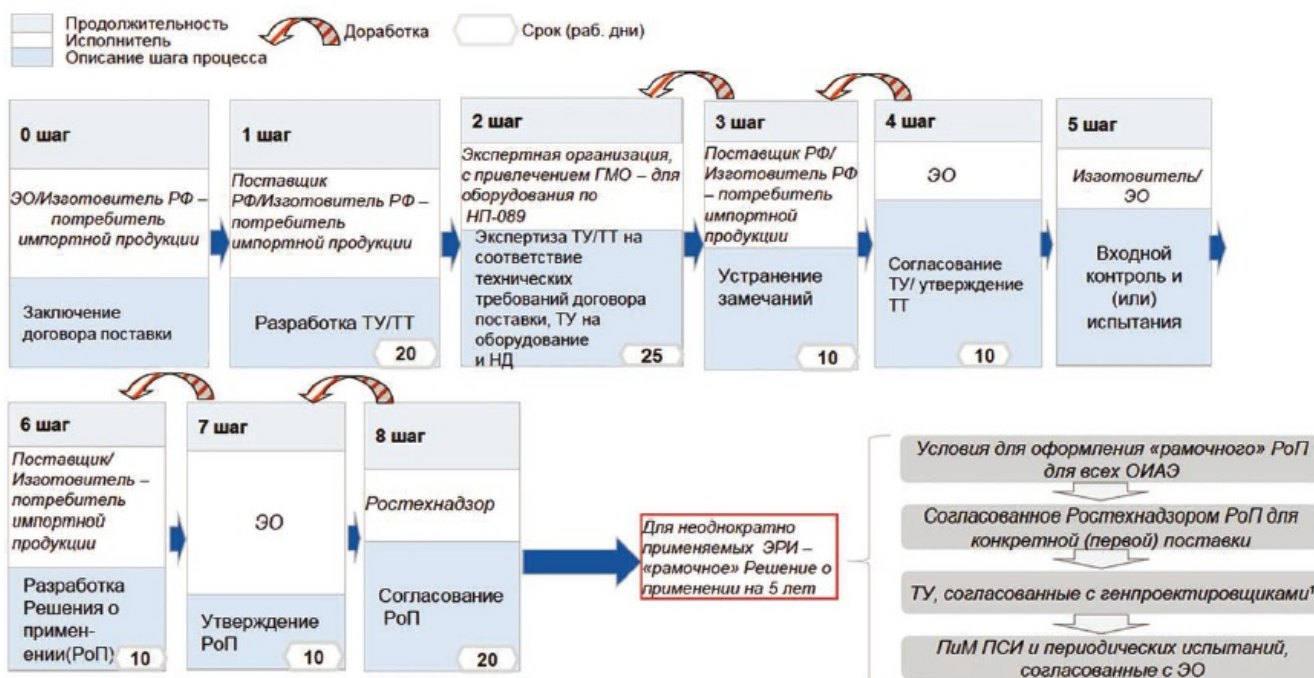 Продолжительность
Исполнитель
Описание шага процесса
Доработка
Срок (раб. дни)
0 шаг
ЭО/Изготовитель РФ –
потребитель
импортной продукции
Заключение
договора поставки
1 шаг
Поставщик
РФ/Изготовитель РФ –
потребитель
импортной продукции
Разработка ТУ/ТТ
20
2 шаг
Экспертная организация,
с привлечением ГМО – для
оборудования по
НП-089
Экспертиза ТУ/ТТ на
соответствие
технических
требований договора
поставки, ТУ на
оборудование
и НД
25
3 шаг
Поставщик РФ/
Изготовитель РФ
– потребитель
импортной
продукции
Устранение
замечаний
10
4 шаг
ЭО
Согласование
ТУ/ утверждение
ТТ
10
5 шаг
Изготовитель/
ЭО
Входной
контроль и
(или)
испытания
6 шаг
Поставщик/
Изготовитель –
потребитель
импортной
продукции
Разработка
Решения о
примен-
ении(РоП)
10
7 шаг
ЭО
Утверждение
РоП
10
8 шаг
Ростехнадзор
Согласование
РоП
20
Для неоднократно
применяемых ЭРИ –
«рамочное» Решение о
применении на 5 лет
Условия для оформления «рамочного» РоП
для всех ОИАЭ
Согласованное Ростехнадзором РоП для
конкретной (первой) поставки
ТУ, согласованные с генпроектировщиками¹
ПиМ ПСИ и периодических испытаний,
согласованные с ЭО